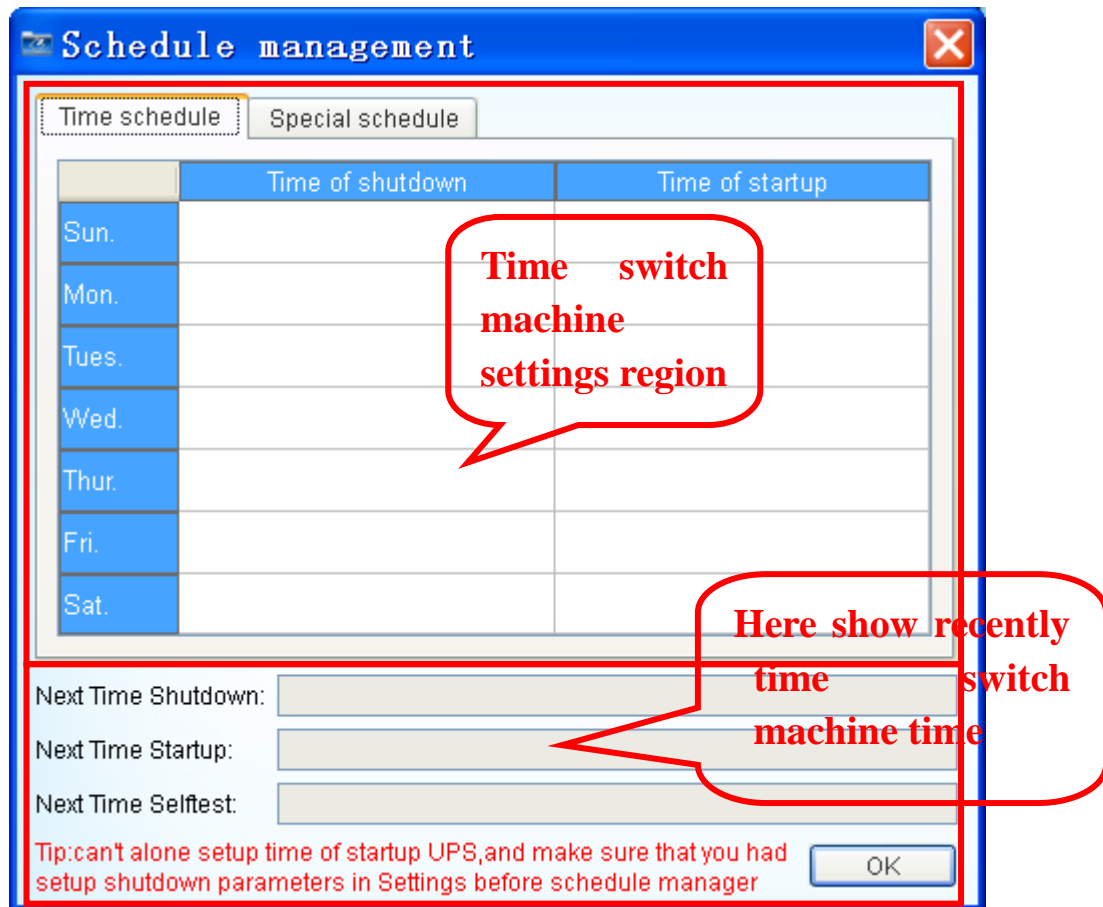 Schedule management
Time schedule Special schedule
Time of shutdown Time of startup
Sun.
Mon.
Tues.
Wed.
Thur.
Fri.
Sat.
Time switch
machine
settings region
Here show recently
time switch
machine time
Next Time Shutdown:
Next Time Startup:
Next Time Selftest:
Tip:can't alone setup time of startup UPS,and make sure that you had
setup shutdown parameters in Settings before schedule manager
OK